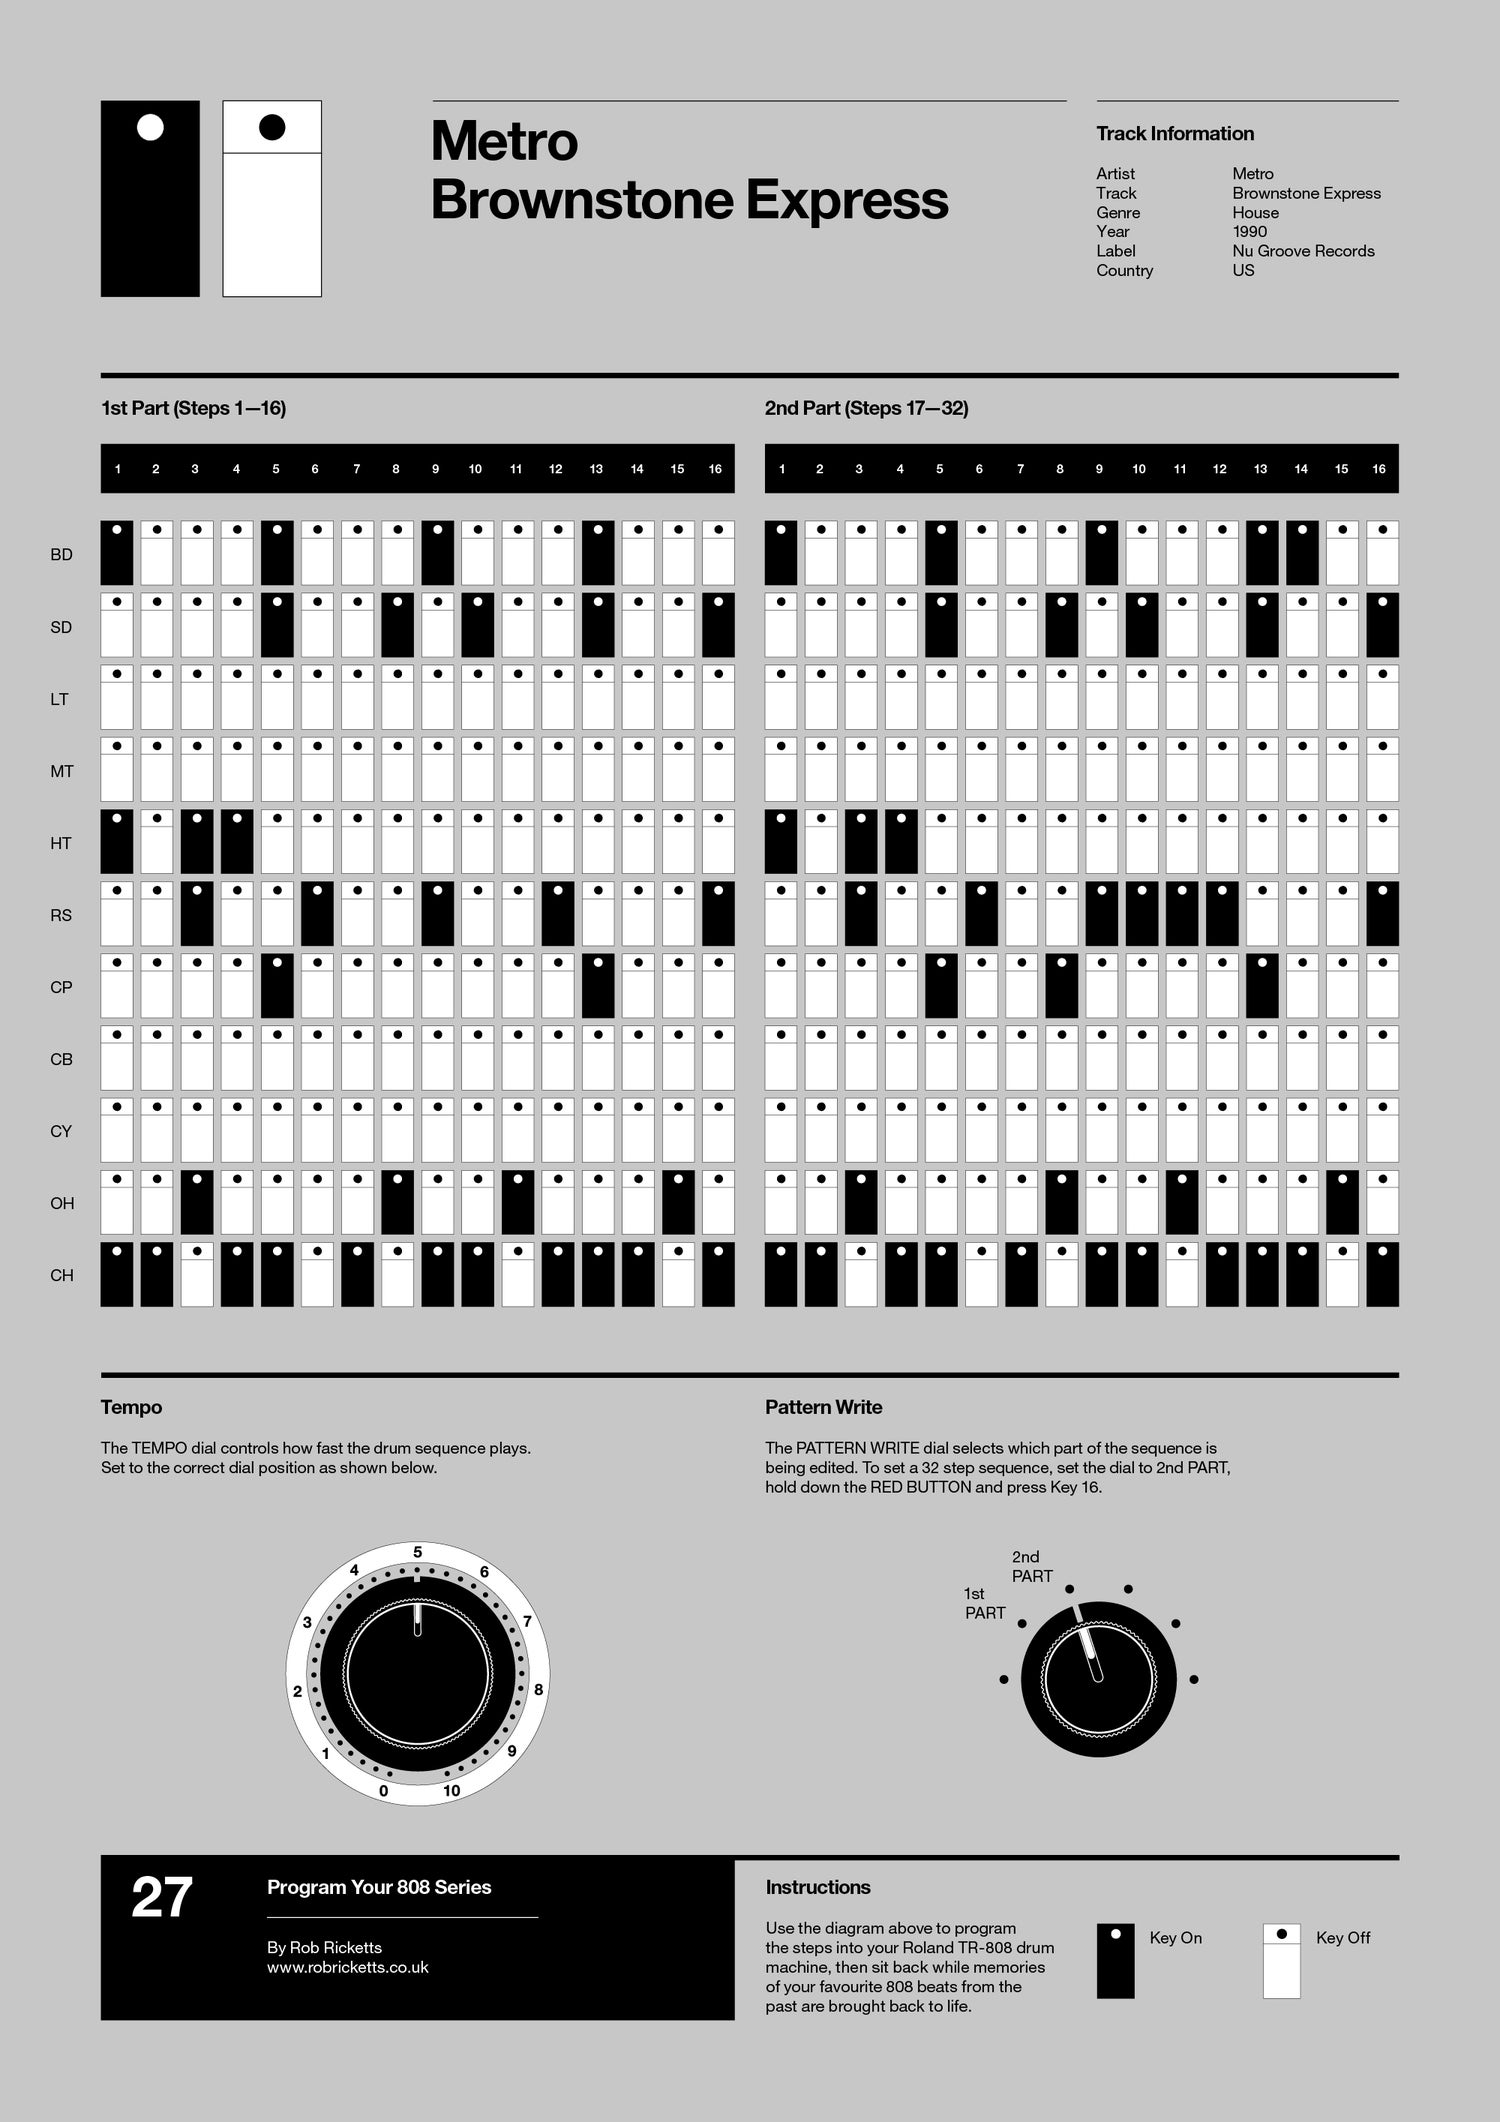 Metro
Brownstone Express
Track Information
Artist Metro
Track Brownstone Express
Genre House
Year 1990
Label Nu Groove Records
Country US
1st Part (Steps 1—16)
1 2 3 4 5 6 7 8 9 10 11 12 13 14 15 16
2nd Part (Steps 17—32)
1 2 3 4 5 6 7 8 9 10 11 12 13 14 15 16
BD
SD
LT
MT
HT
RS
CP
CB
CY
OH
CH
Tempo
The TEMPO dial controls how fast the drum sequence plays.
Set to the correct dial position as shown below.
0 1 2 3 4 5 6 7 8 9 10
Pattern Write
The PATTERN WRITE dial selects which part of the sequence is
being edited. To set a 32 step sequence, set the dial to 2nd PART,
hold down the RED BUTTON and press Key 16.
1st
PART
2nd
PART
27
Program Your 808 Series
By Rob Ricketts
www.robricketts.co.uk
Instructions
Use the diagram above to program
the steps into your Roland TR-808 drum
machine, then sit back while memories
of your favourite 808 beats from the
past are brought back to life.
Key On
Key Off